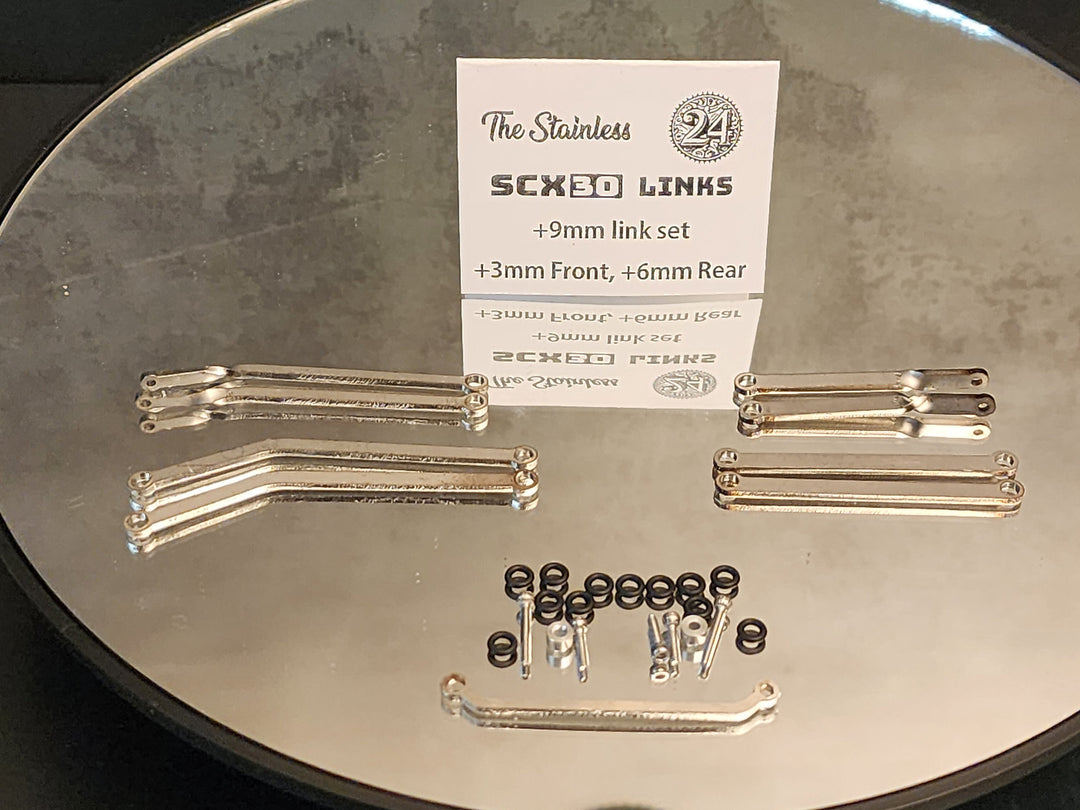 The Stainless 24
SCX30 LINKS
+9mm link set
+3mm Front, +6mm Rear